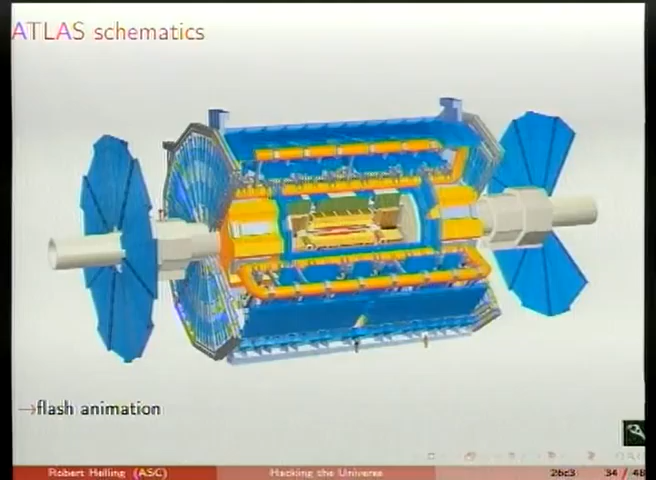 ATLAS schematics
→flash animation
Robert Helling (ASC) Hacking the Universe 26c3 34 / 48